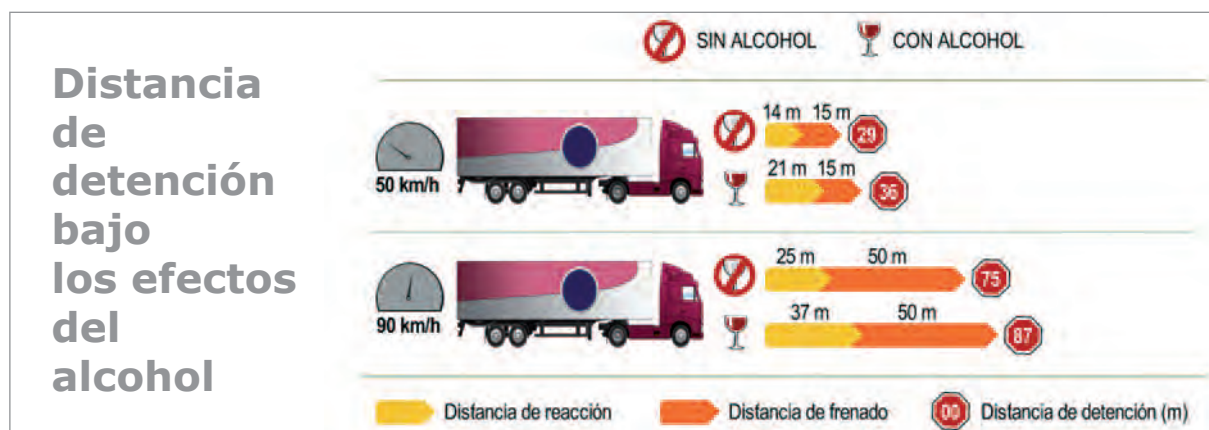 Distancia
de
detención
bajo
los efectos
del
alcohol
SIN ALCOHOL CON ALCOHOL
50 km/h
14 m 15 m
29
21 m 15 m
36
90 km/h
25 m 50 m
75
37 m 50 m
87
Distancia de reacción Distancia de frenado 00 Distancia de detención (m)